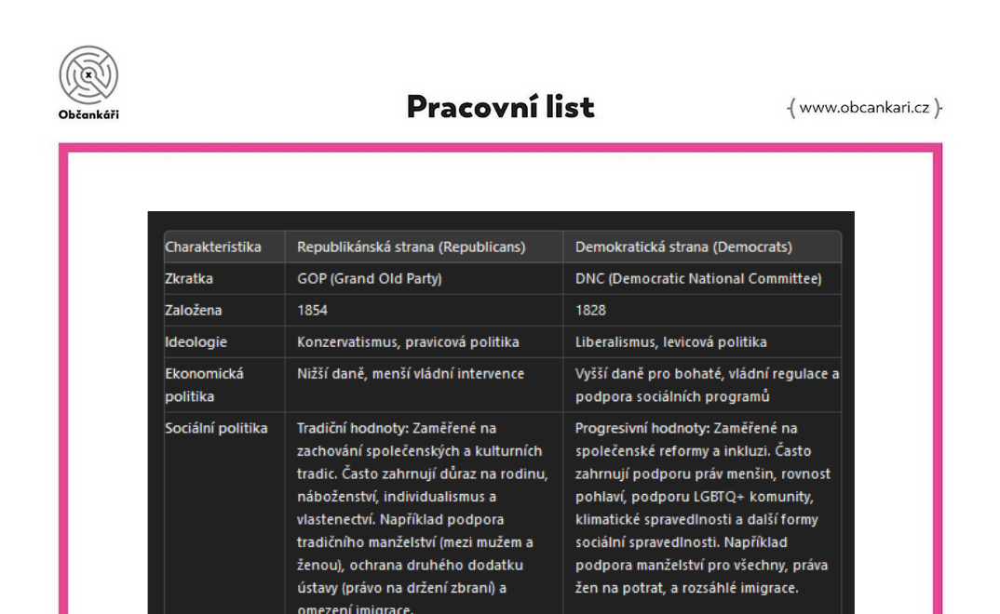 Občankáři
Pracovní list
www.obcankari.cz
Charakteristika
Republikánská strana (Republicans)
Demokratická strana (Democrats)
Zkratka
GOP (Grand Old Party)
DNC (Democratic National Committee)
Založena
1854
1828
Ideologie
Konzervatismus, pravicová politika
Liberalismus, levicová politika
Ekonomická
politika
Nižší daně, menší vládní intervence
Vyšší daně pro bohaté, vládní regulace a
podpora sociálních programů
Sociální politika
Tradiční hodnoty: Zaměřené na
zachování společenských a kulturních
tradic. Často zahrnují důraz na rodinu,
náboženství, individualismus a
vlastenectví. Například podpora
tradičního manželství (mezi mužem a
ženou), ochrana druhého dodatku
ústavy (právo na držení zbraní) a
omezení imigrace.
Progresivní hodnoty: Zaměřené na
společenské reformy a inkluzi. Často
zahrnují podporu práv menšin, rovnost
pohlaví, podporu LGBTQ+ komunity,
klimatické spravedlnosti a další formy
sociální spravedlnosti. Například
podpora manželství pro všechny, práva
žen na potrat, a rozsáhlé imigrace.